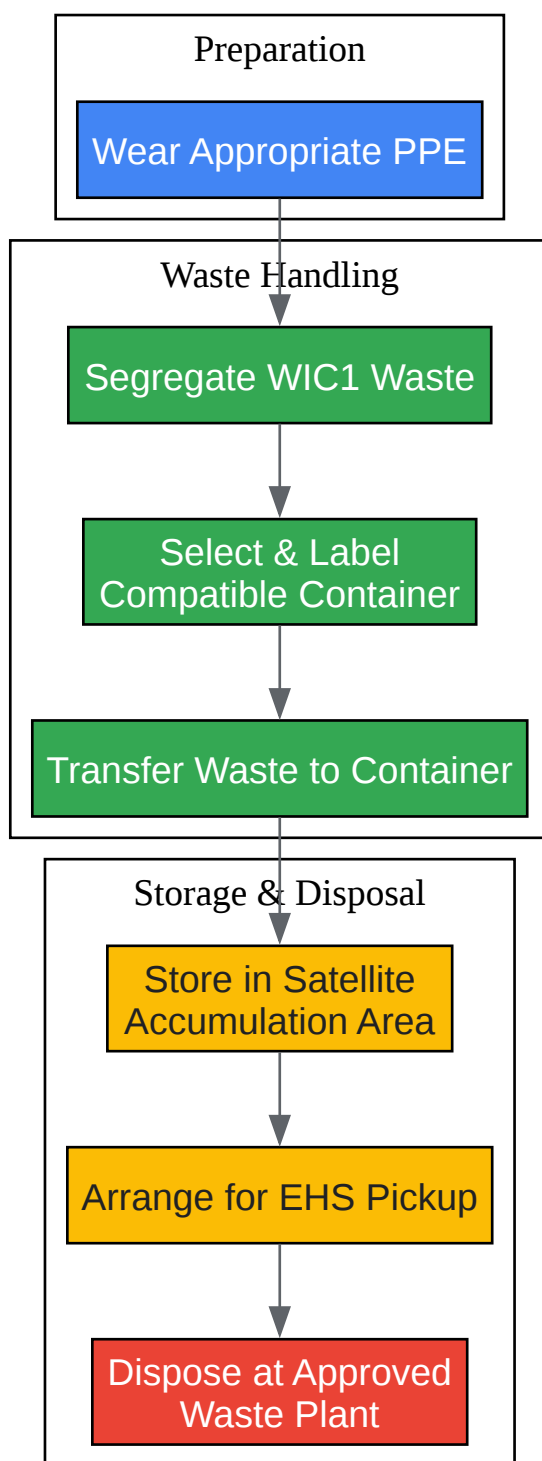 Preparation
Wear Appropriate PPE
Waste Handling
Segregate WIC1 Waste
Select & Label
Compatible Container
Transfer Waste to Container
Storage & Disposal
Store in Satellite
Accumulation Area
Arrange for EHS Pickup
Dispose at Approved
Waste Plant